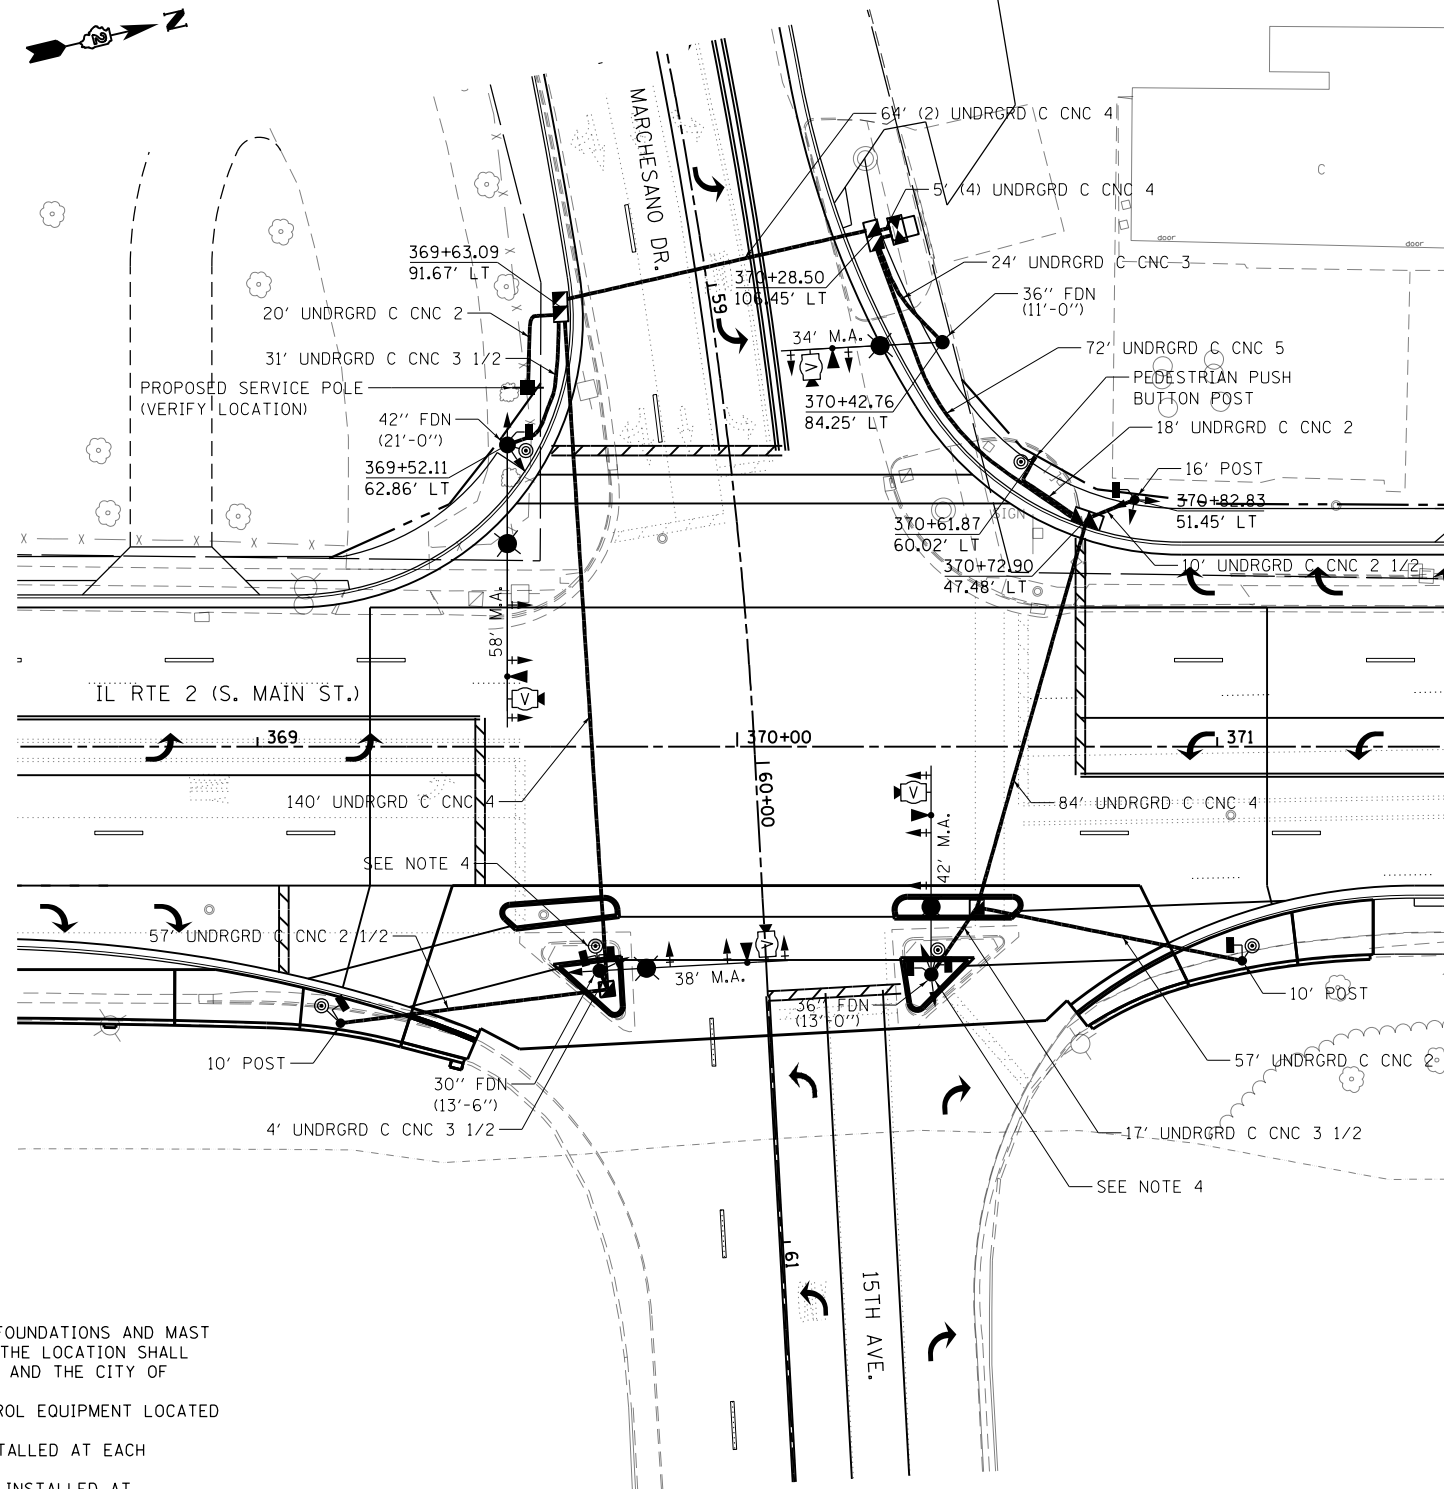 N
2
MARCHESANO DR.
64' (2) UNDRGRD C CNC 4
5' (4) UNDRGRD C CNC 4
C
door
door
369+63.09
91.67' LT
370+28.50
106.45' LT
24' UNDRGRD C CNC 3
36" FDN
(11'-0")
20' UNDRGRD C CNC 2
59
34' M.A.
V
31' UNDRGRD C CNC 3 1/2
72' UNDRGRD C CNC 5
PROPOSED SERVICE POLE
(VERIFY LOCATION)
PEDESTRIAN PUSH
BUTTON POST
370+42.76
84.25' LT
42" FDN
(21'-0")
18' UNDRGRD C CNC 2
369+52.11
62.86' LT
16' POST
370+82.83
51.45' LT
SIGN
370+61.87
60.02' LT
370+72.90
47.48' LT
10' UNDRGRD C CNC 2 1/2
58' M.A.
V
IL RTE 2 (S. MAIN ST.)
369
370+00
371
60+00
140' UNDRGRD C CNC 4
V
42' M.A.
84' UNDRGRD C CNC 4
SEE NOTE 4
57' UNDRGRD C CNC 2 1/2
V
38' M.A.
36" FDN
(13'-0")
10' POST
10' POST
57' UNDRGRD C CNC 2
30" FDN
(13'-6")
4' UNDRGRD C CNC 3 1/2
17' UNDRGRD C CNC 3 1/2
SEE NOTE 4
61
15TH AVE.
FOUNDATIONS AND MAST
THE LOCATION SHALL
AND THE CITY OF
ROL EQUIPMENT LOCATED
TALLED AT EACH
INSTALLED AT